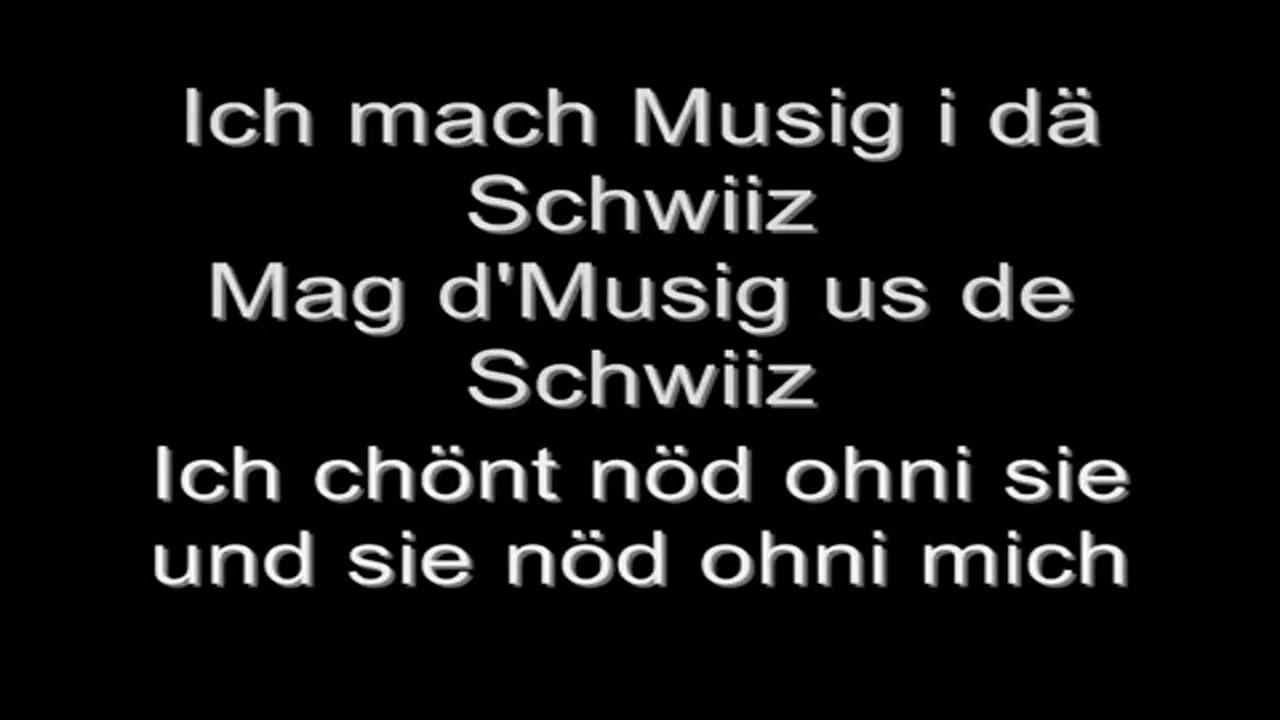 Ich mach Musig i dä
Schwiiz
Mag d'Musig us de
Schwiiz
Ich chönt nöd ohni sie
und sie nöd ohni mich